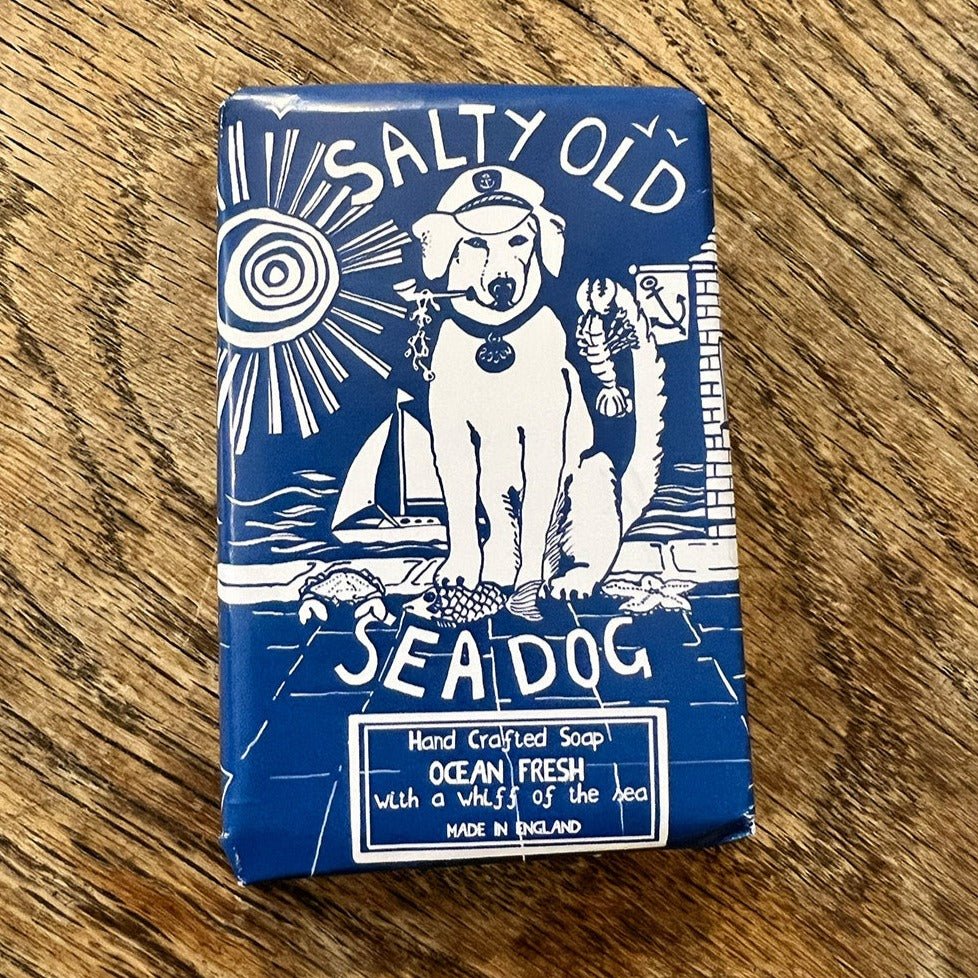 SALTY OLD
SEA DOG
Hand Crafted Soap
OCEAN FRESH
with a whiff of the sea
MADE IN ENGLAND